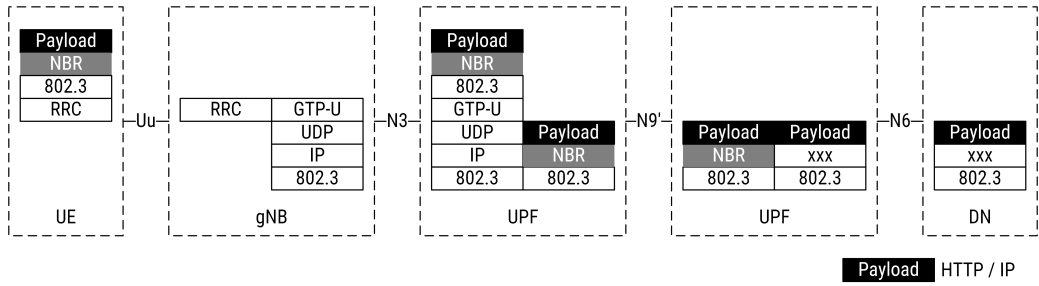 Payload
NBR
802.3
RRC
UE
Uu
RRC GTP-U
UDP
IP
802.3
gNB
N3
Payload
NBR
802.3
GTP-U
UDP Payload
IP NBR
802.3 802.3
UPF
N9'
Payload Payload
NBR xxx
802.3 802.3
UPF
N6
Payload
xxx
802.3
DN
Payload HTTP / IP